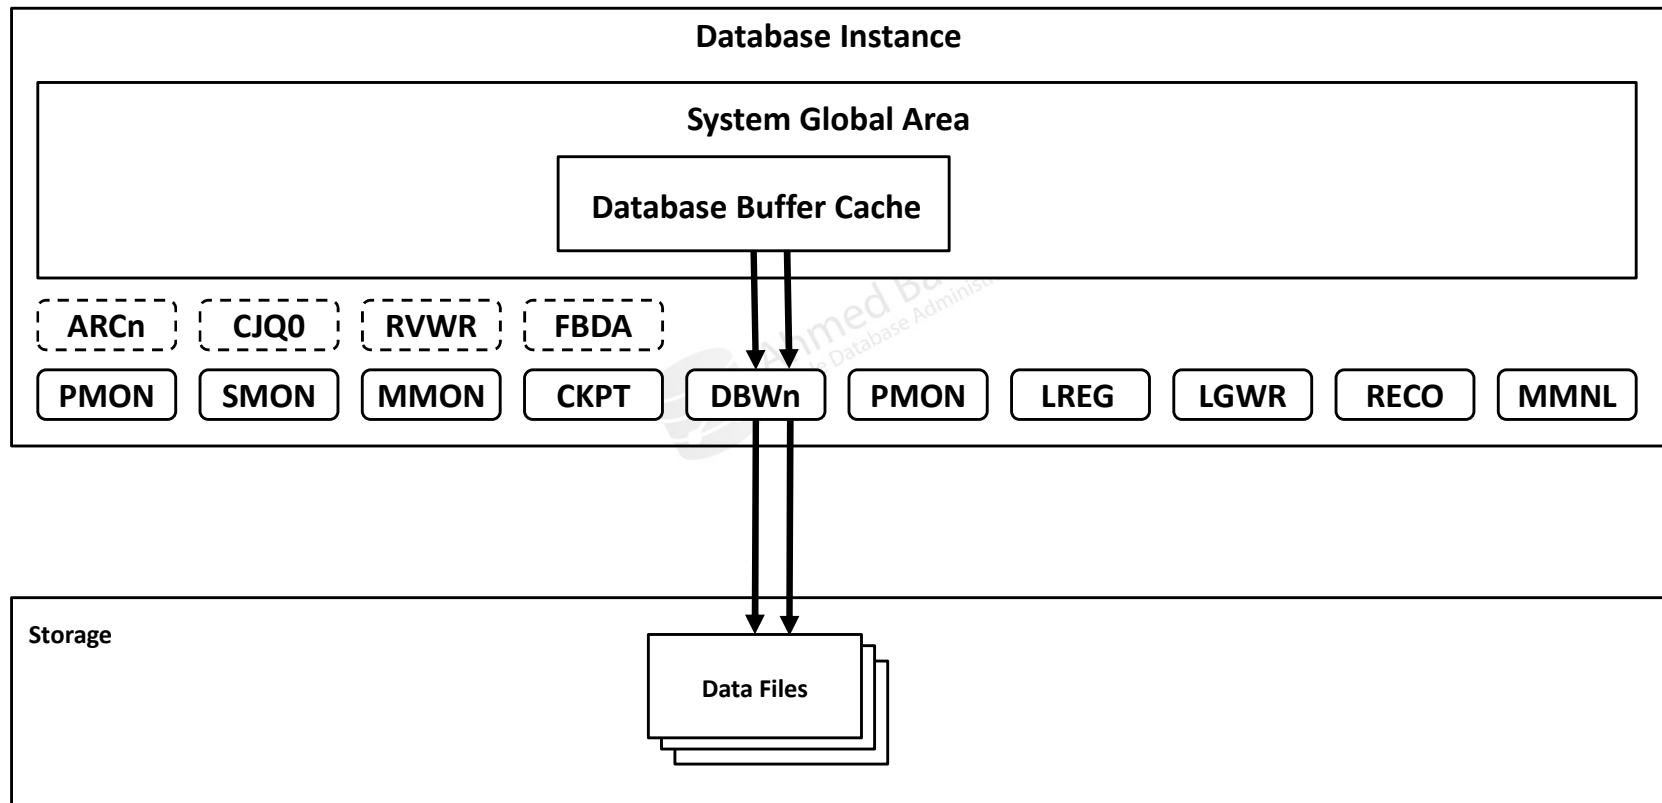 Database Instance
System Global Area
Database Buffer Cache
ARCn CJQ0 RVWR FBDA
PMON SMON MMON CKPT DBWn PMON LREG LGWR RECO MMNL
Storage
Data Files